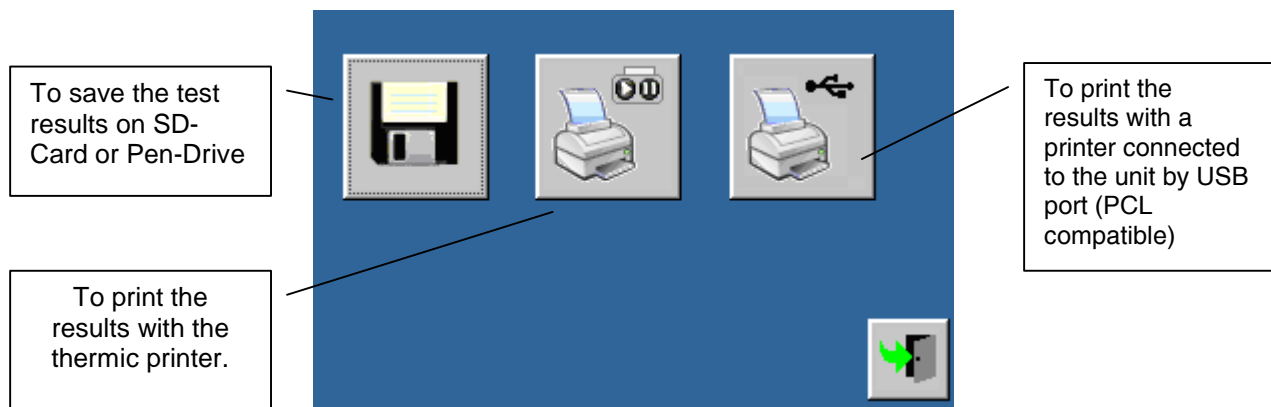 To save the test
results on SD-
Card or Pen-Drive
To print the
results with the
thermic printer.
To print the
results with a
printer connected
to the unit by USB
port (PCL
compatible)